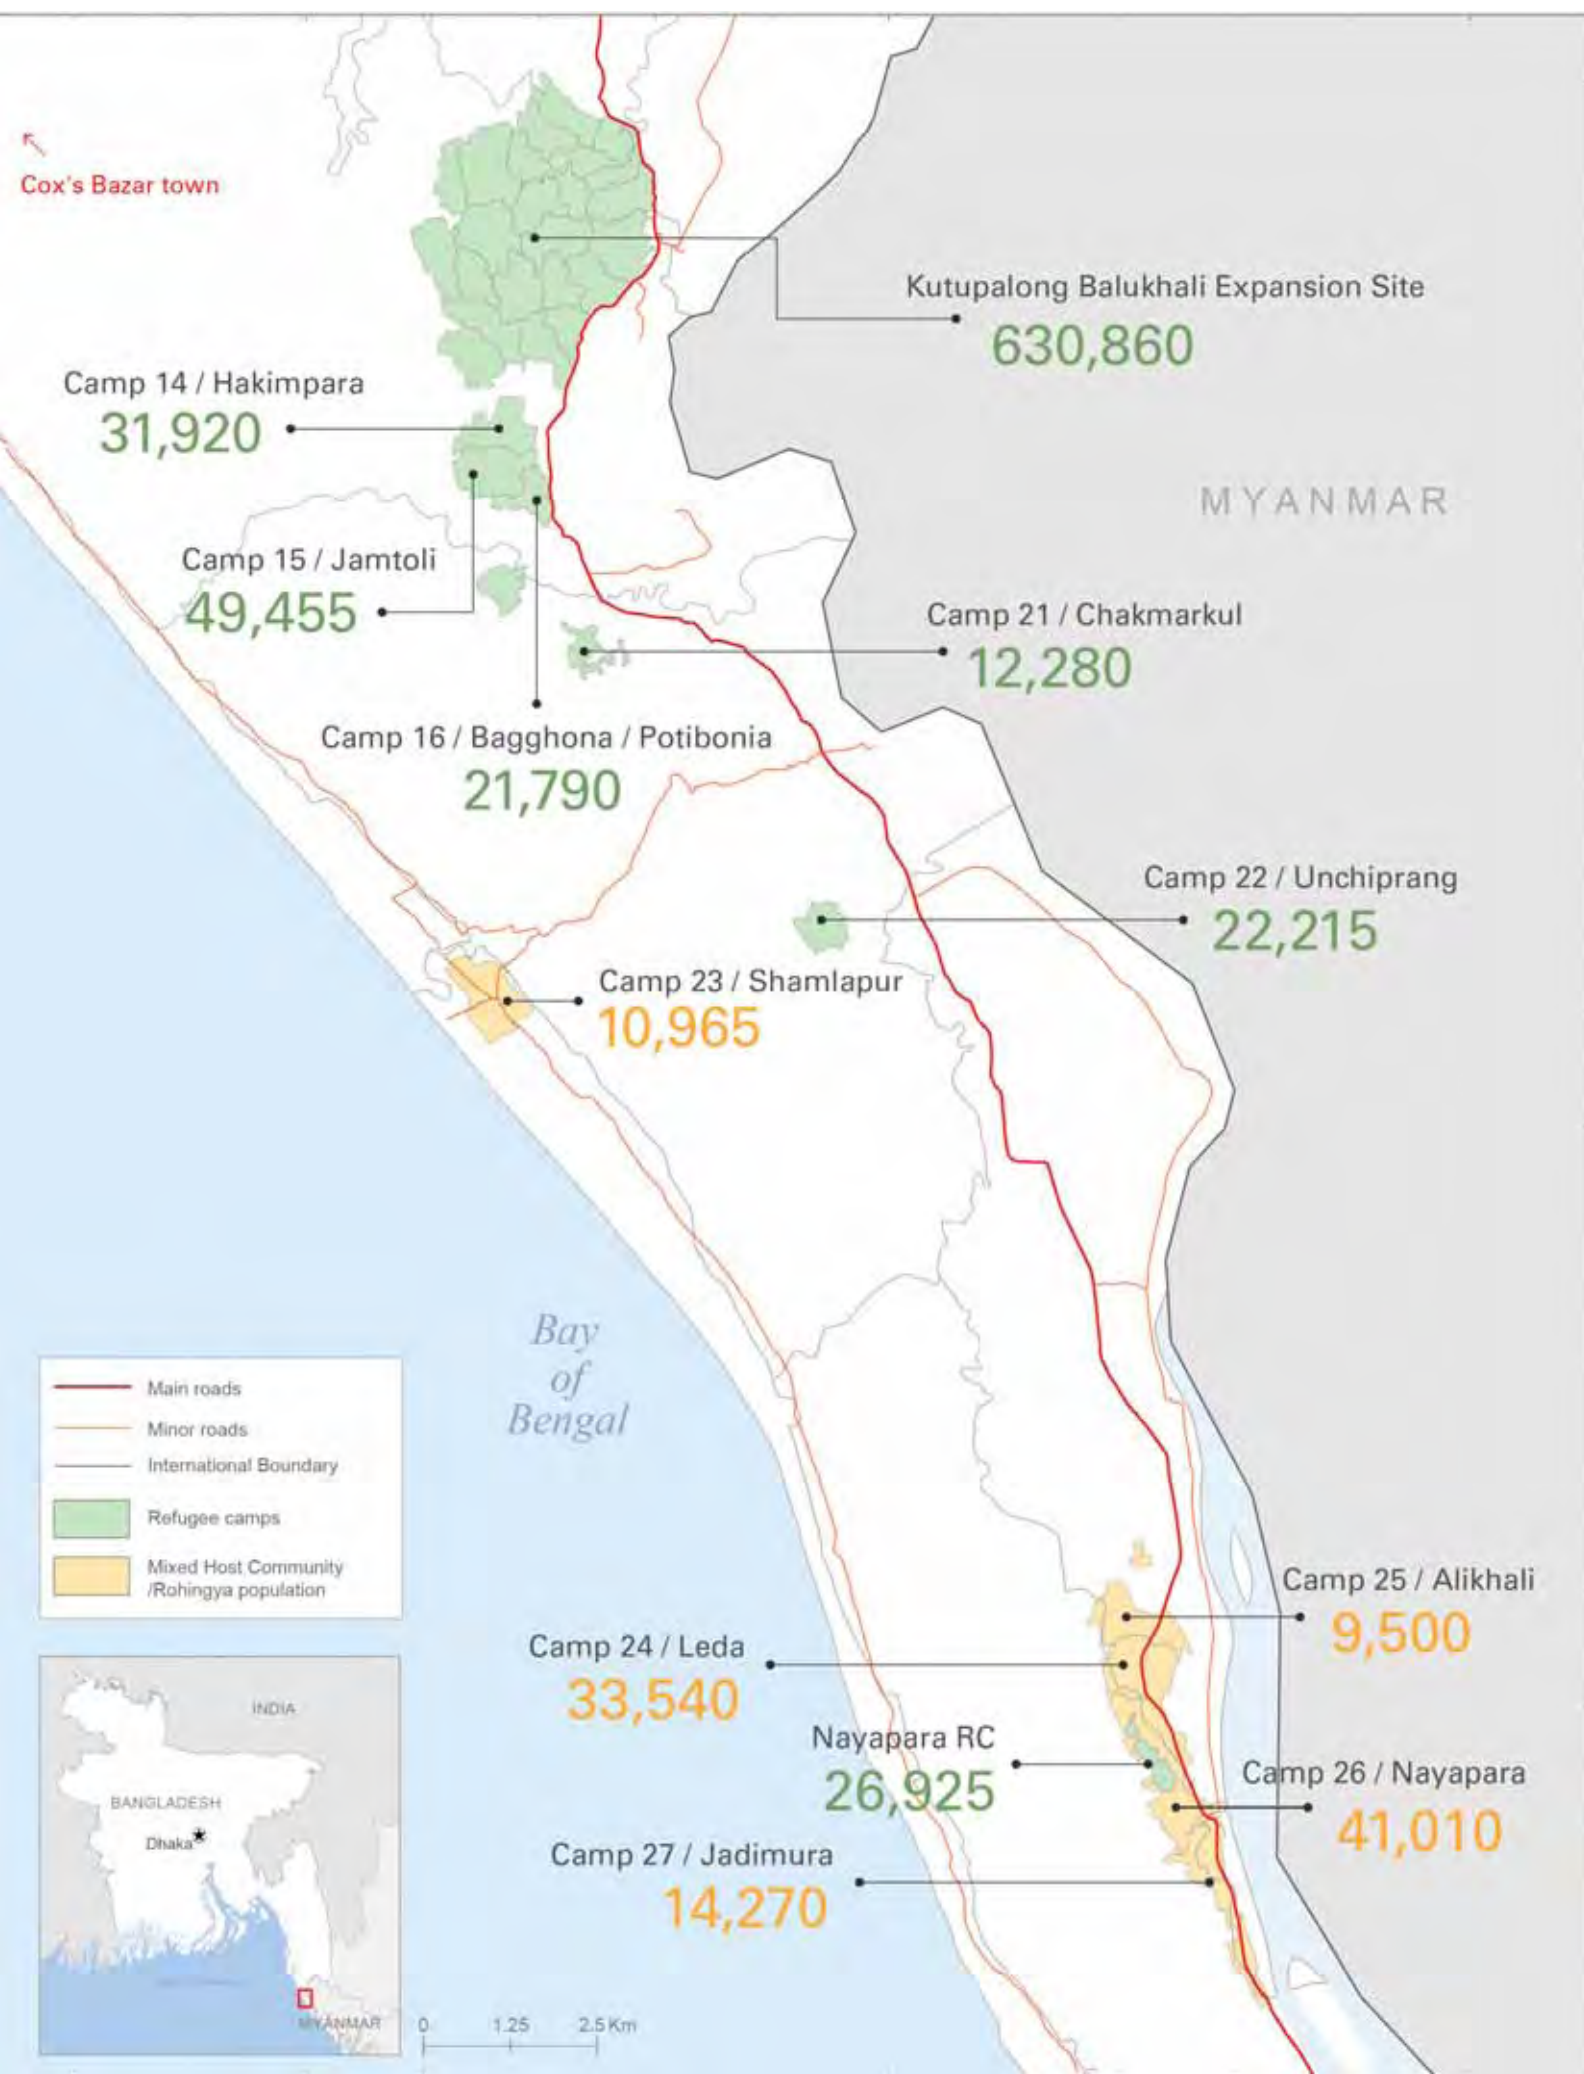 Cox's Bazar town
Kutupalong Balukhali Expansion Site
630,860
Camp 14 / Hakimpara
31,920
MYANMAR
Camp 15 / Jamtoli
49,455
Camp 21 / Chakmarkul
12,280
Camp 16 / Bagghona / Potibonia
21,790
Camp 22 / Unchiprang
22,215
Camp 23 / Shamlapur
10,965
Bay
of
Bengal
Main roads
Minor roads
International Boundary
Refugee camps
Mixed Host Community
/Rohingya population
Camp 25 / Alikhali
9,500
Camp 24 / Leda
33,540
Nayapara RC
26,925
Camp 26 / Nayapara
41,010
Camp 27 / Jadimura
14,270
INDIA
BANGLADESH
Dhaka
MYANMAR
0 1.25 2.5 Km